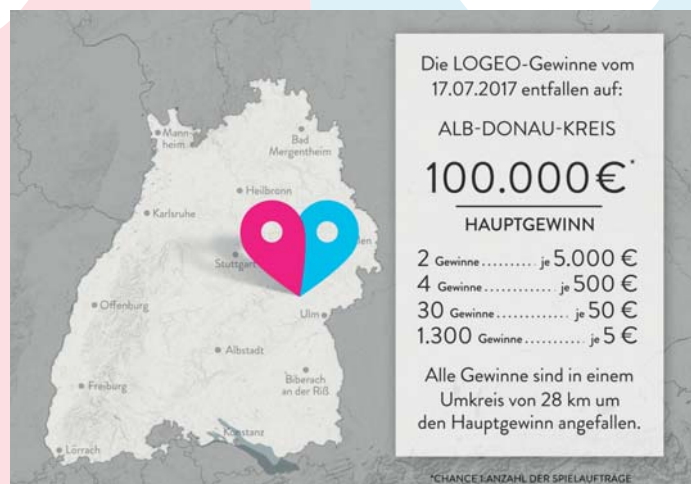 Die LOGEO-Gewinne vom
17.07.2017 entfallen auf:
ALB-DONAU-KREIS
100.000 €*
HAUPTGEWINN
2 Gewinne.......... je 5.000 €
4 Gewinne............... je 500 €
30 Gewinne............... je 50 €
1.300 Gewinne............... je 5 €
Alle Gewinne sind in einem
Umkreis von 28 km um
den Hauptgewinn angefallen.
*CHANCE 1:ANZAHL DER SPIELAUFTRÄGE
Mann-
heim
Bad
Mergentheim
Heilbronn
Karlsruhe
Stuttgart
Offenburg
Ulm
Albstadt
Biberach
an der Riß
Freiburg
Konstanz
Lörrach